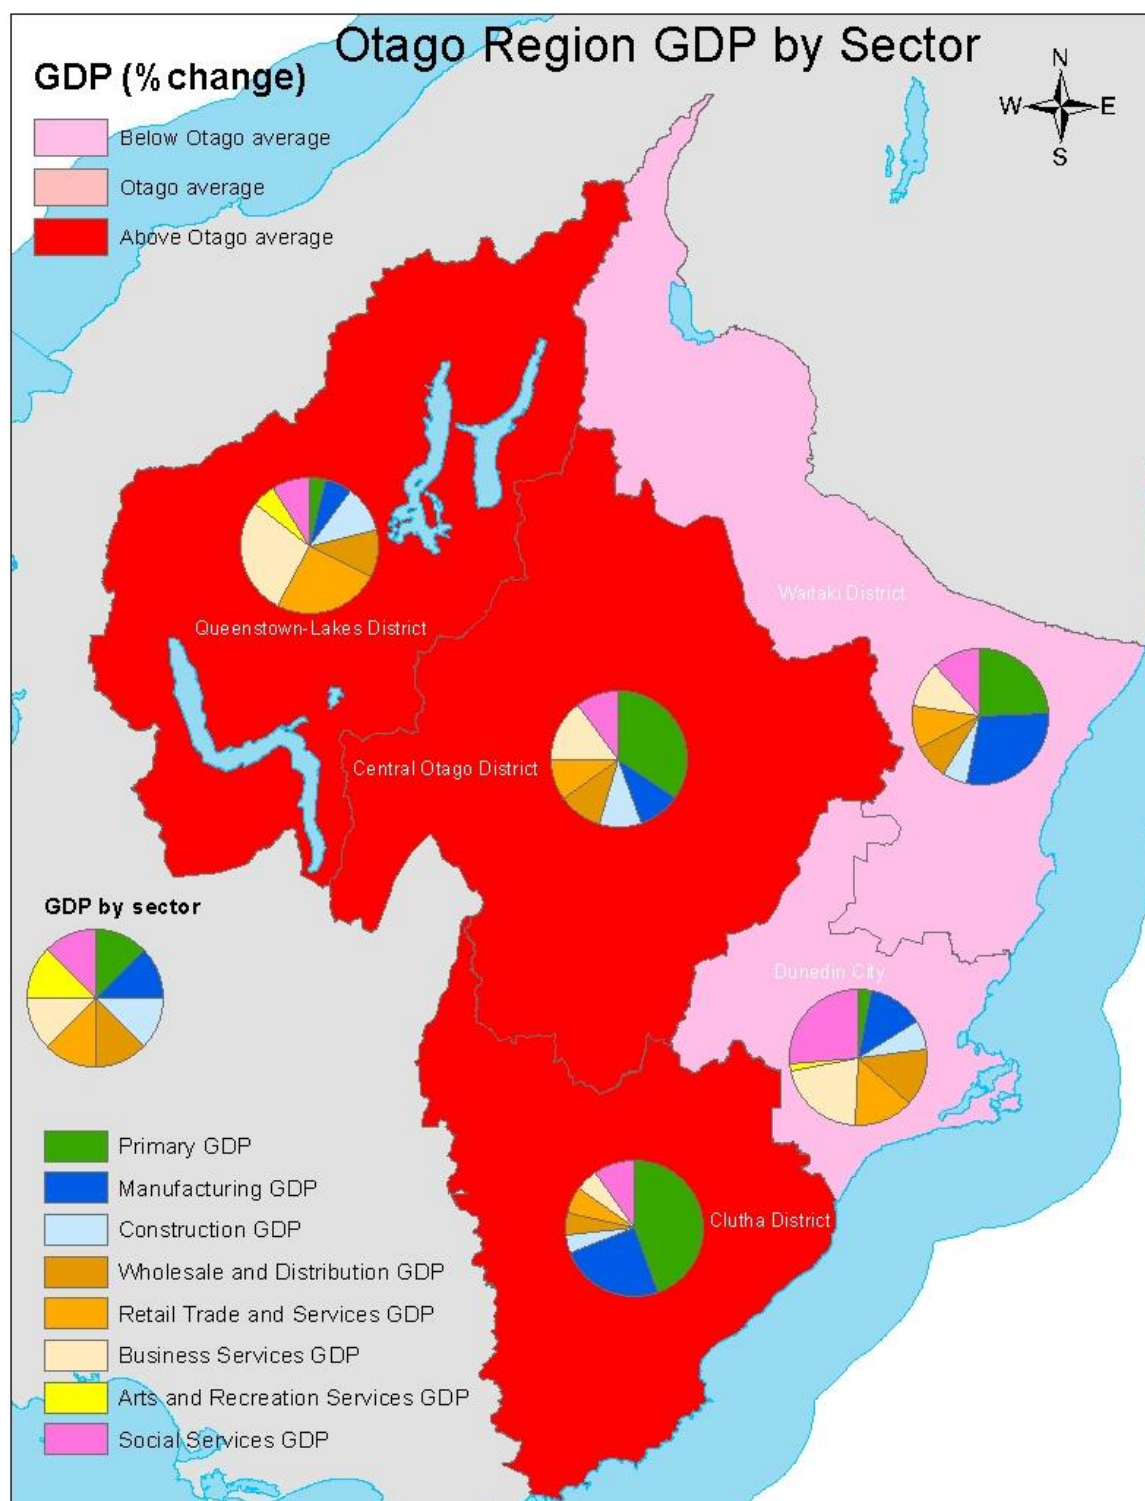 Otago Region GDP by Sector
GDP (% change)
Below Otago average
Otago average
Above Otago average
N
W
E
S
Waitaki District
Queenstown-Lakes District
Central Otago District
Dunedin City
Clutha District
GDP by sector
Primary GDP
Manufacturing GDP
Construction GDP
Wholesale and Distribution GDP
Retail Trade and Services GDP
Business Services GDP
Arts and Recreation Services GDP
Social Services GDP